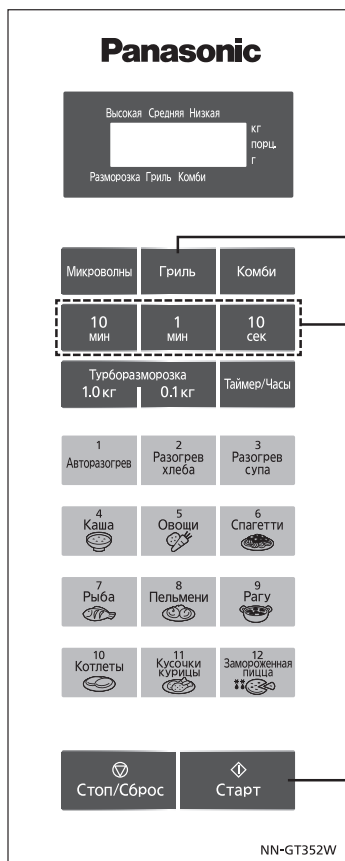 Panasonic
Высокая Средняя Низкая
кг
порц.
г
Разморозка Гриль Комби
Микроволны Гриль Комби
10 мин
1 мин
10 сек
Турборазморозка
1.0 кг 0.1 кг
Таймер/Часы
1
Авторазогрев
2
Разогрев
хлеба
3
Разогрев
супа
4
Каша
5
Овощи
6
Спагетти
7
Рыба
8
Пельмени
9
Рагу
10
Котлеты
11
Кусочки
курицы
12
Замороженная
пицца
Стоп/Сброс
Старт
NN-GT352W